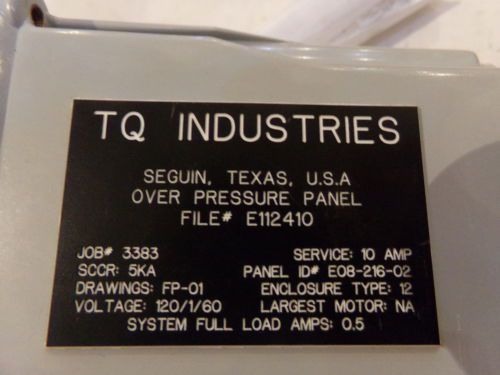 TQ INDUSTRIES
SEGUIN, TEXAS, U.S.A
OVER PRESSURE PANEL
FILE# E112410
JOB# 3383 SERVICE: 10 AMP
SCCR: 5KA PANEL ID# E08-216-02
DRAWINGS: FP-01 ENCLOSURE TYPE: 12
VOLTAGE: 120/1/60 LARGEST MOTOR: NA
SYSTEM FULL LOAD AMPS: 0.5